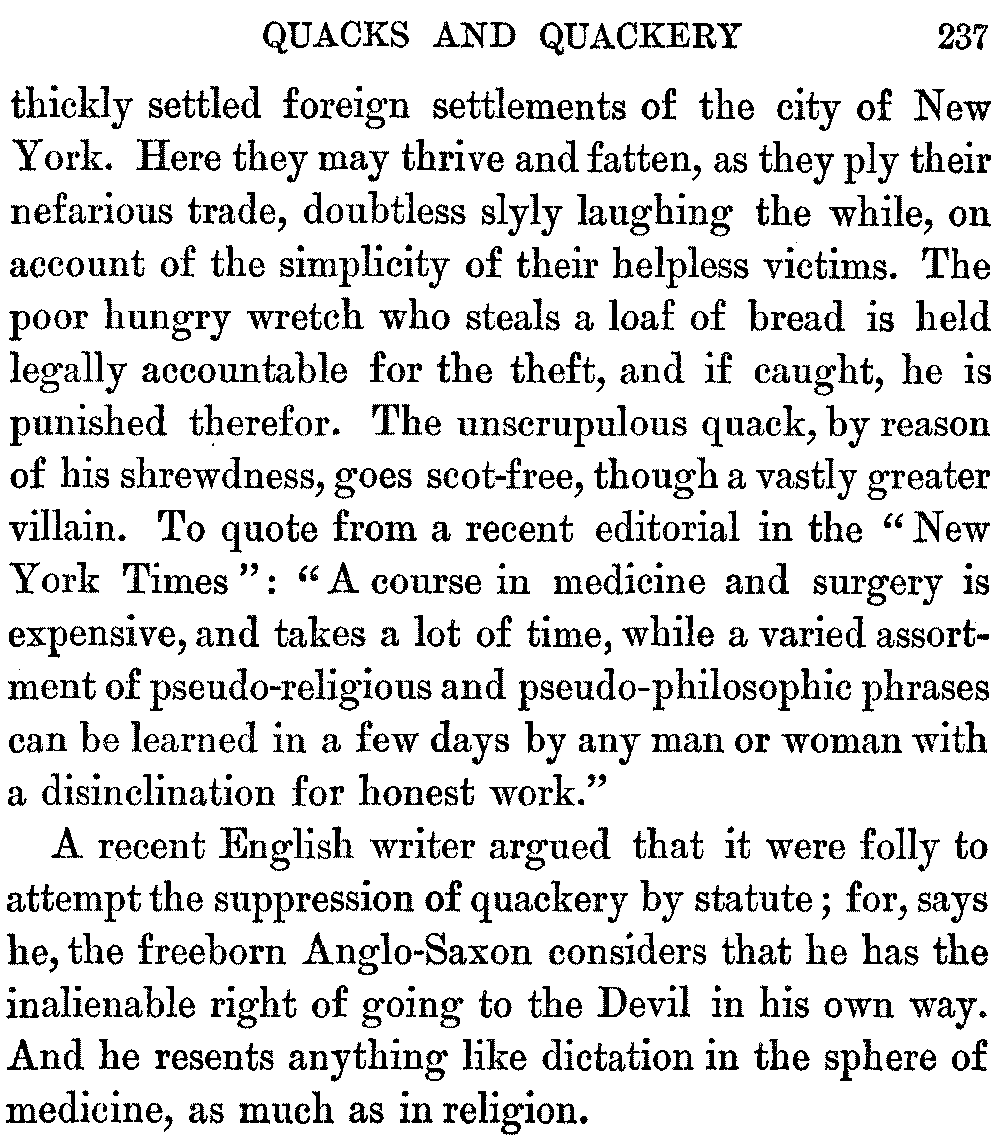 QUACKS AND QUACKERY 237
thickly settled foreign settlements of the city of New
York. Here they may thrive and fatten, as they ply their
nefarious trade, doubtless slyly laughing the while, on
account of the simplicity of their helpless victims. The
poor hungry wretch who steals a loaf of bread is held
legally accountable for the theft, and if caught, he is
punished therefor. The unscrupulous quack, by reason
of his shrewdness, goes scot-free, though a vastly greater
villain. To quote from a recent editorial in the “New
York Times”: “A course in medicine and surgery is
expensive, and takes a lot of time, while a varied assort-
ment of pseudo-religious and pseudo-philosophic phrases
can be learned in a few days by any man or woman with
a disinclination for honest work.”
A recent English writer argued that it were folly to
attempt the suppression of quackery by statute; for, says
he, the freeborn Anglo-Saxon considers that he has the
inalienable right of going to the Devil in his own way.
And he resents anything like dictation in the sphere of
medicine, as much as in religion.